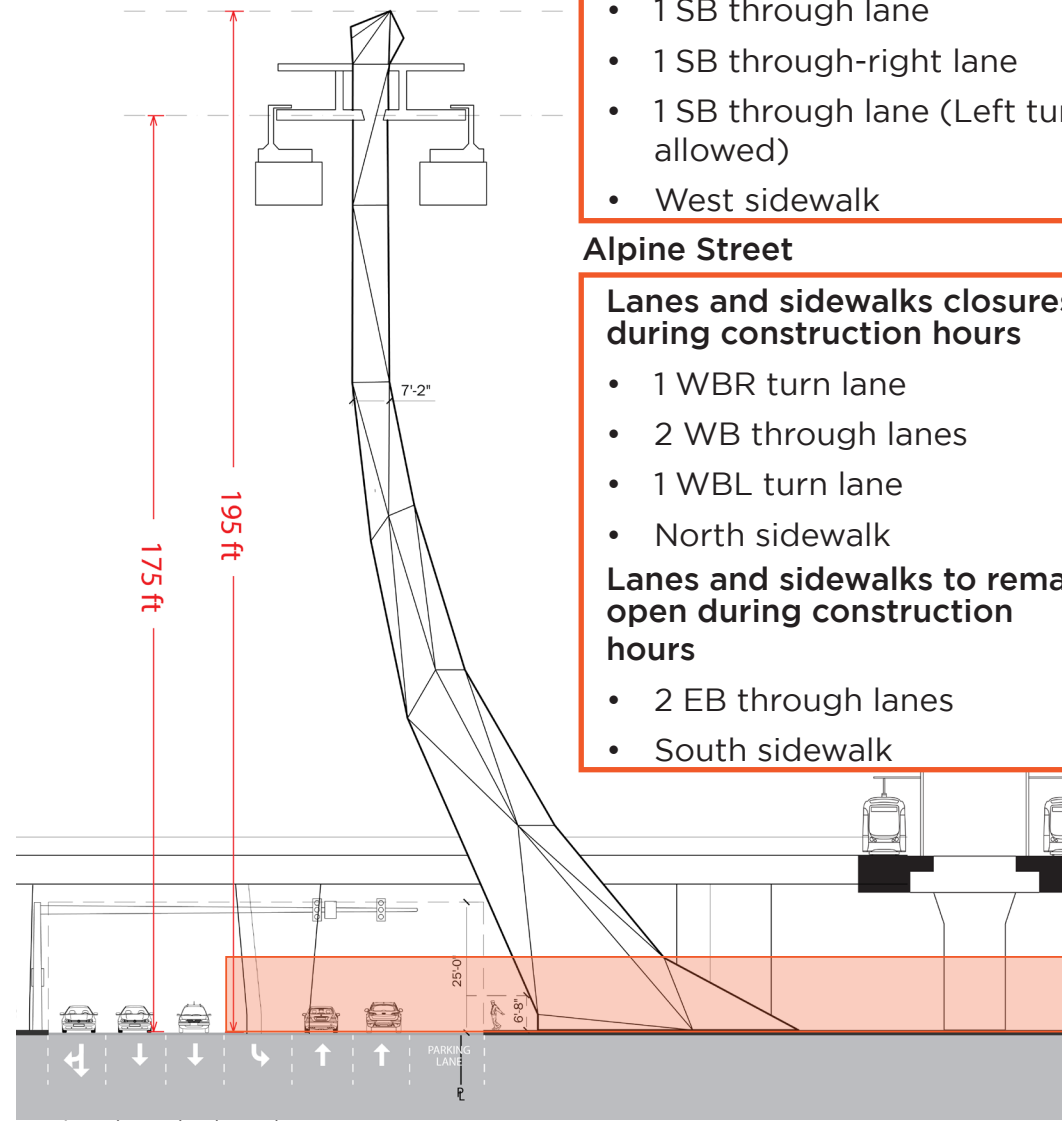 • 1 SB through lane
• 1 SB through-right lane
• 1 SB through lane (Left tur
allowed)
• West sidewalk
Alpine Street
Lanes and sidewalks closures
during construction hours
• 1 WBR turn lane
• 2 WB through lanes
• 1 WBL turn lane
• North sidewalk
Lanes and sidewalks to rema
open during construction
hours
• 2 EB through lanes
• South sidewalk
7'-2"
195 ft
175 ft
25'-0"
6'-8"
PARKING
LANE
PL